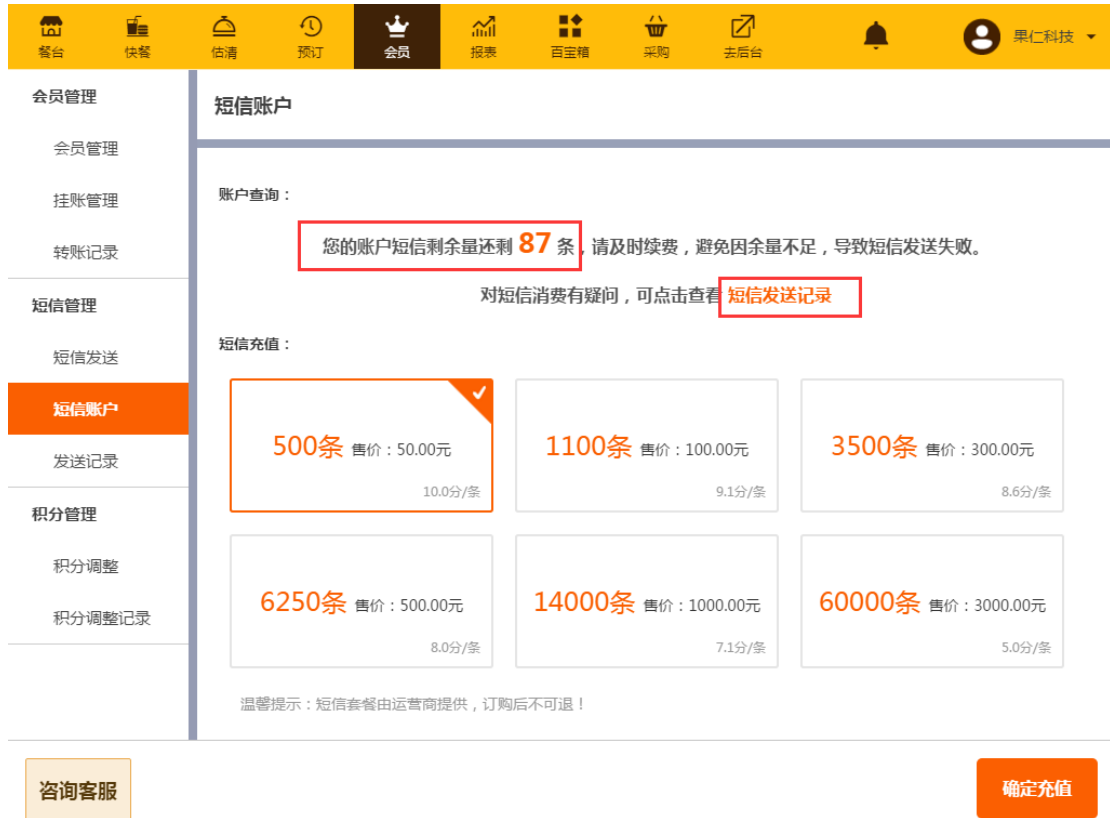 餐台 快餐 估清 预订 会员 报表 百宝箱 采购 去后台 果仁科技
会员管理
会员管理
挂账管理
转账记录
短信管理
短信发送
短信账户
发送记录
积分管理
积分调整
积分调整记录
短信账户
账户查询：
您的账户短信剩余量还剩 87 条，请及时续费，避免因余量不足，导致短信发送失败。
对短信消费有疑问，可点击查看 短信发送记录
短信充值：
500条 售价：50.00元
10.0分/条
1100条 售价：100.00元
9.1分/条
3500条 售价：300.00元
8.6分/条
6250条 售价：500.00元
8.0分/条
14000条 售价：1000.00元
7.1分/条
60000条 售价：3000.00元
5.0分/条
温馨提示：短信套餐由运营商提供，订购后不可退！
咨询客服
确定充值